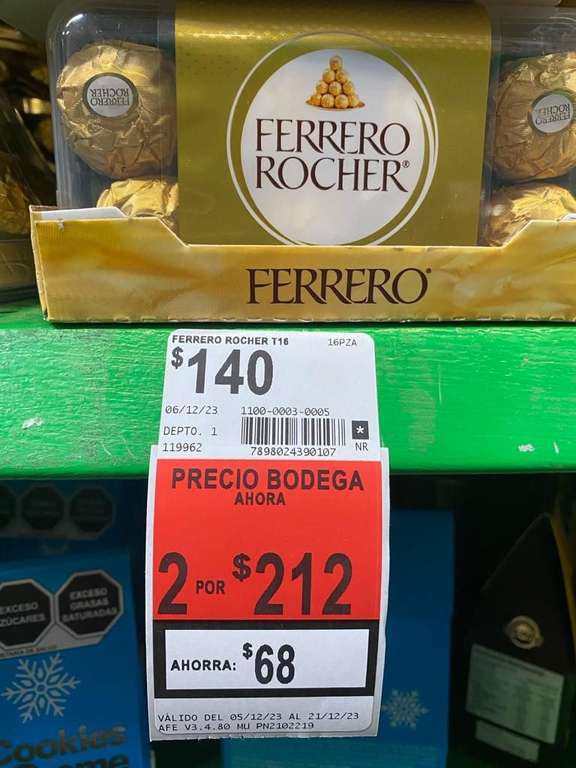 FERRERO
ROCHER
FERRERO
ROCHER®
FERRERO
ROCHER
FERRERO®
FERRERO ROCHER T16 16PZA
$140
06/12/23 1100-0003-0005
DEPTO. 1 *
119962 7898024390107 NR
PRECIO BODEGA
AHORA
2 POR $212
AHORRA: $68
VÁLIDO DEL 05/12/23 AL 21/12/23
AFE V3.4.80 MU PN2102219
EXCESO
AZÚCARES
EXCESO
GRASAS
SATURADAS
Cookies